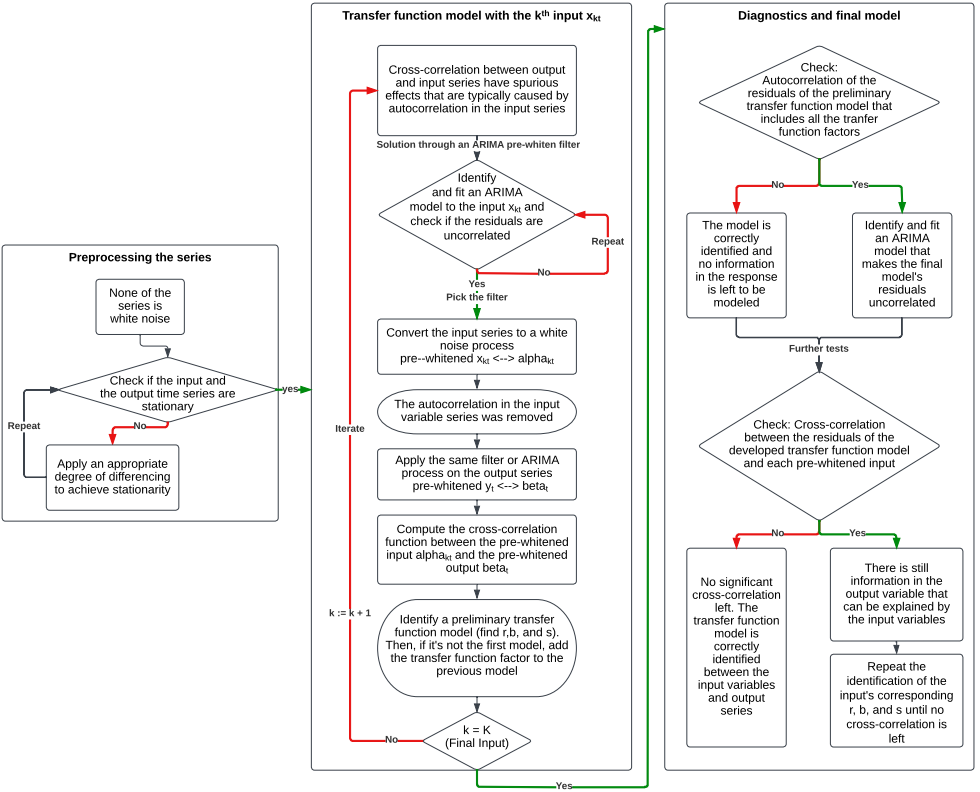 Preprocessing the series
None of the
series is
white noise
Check if the input and
the output time series are
stationary
yes
No
Repeat
Apply an appropriate
degree of differencing
to achieve stationarity
Transfer function model with the kth input xkt
Cross-correlation between output
and input series have spurious
effects that are typically caused by
autocorrelation in the input series
Solution through an ARIMA pre-whiten filter
Identify
and fit an ARIMA
model to the input xkt and
check if the residuals are
uncorrelated
Repeat
No
Yes
Pick the filter
Convert the input series to a white
noise process
pre--whitened xkt <--> alphakt
The autocorrelation in the input
variable series was removed
Iterate
Apply the same filter or ARIMA
process on the output series
pre-whitened yt <--> betat
Compute the cross-correlation
function between the pre-whitened
input alphakt and the pre-whitened
output betat
k := k + 1
Identify a preliminary transfer
function model (find r,b, and s).
Then, if it's not the first model, add
the transfer function factor to the
previous model
k = K
(Final Input)
No
Yes
Diagnostics and final model
Check:
Autocorrelation of the
residuals of the preliminary
transfer function model that
includes all the tranfer
function factors
No
Yes
The model is
correctly
identified and
no information
in the response
is left to be
modeled
Identify and fit
an ARIMA
model that
makes the final
model's
residuals
uncorrelated
Further tests
Check: Cross-correlation
between the residuals of the
developed transfer function model
and each pre-whitened input
No
Yes
No significant
cross-correlation
left. The
transfer function
model is
correctly
identified
between the
input variables
and output
series
There is still
information in the
output variable that
can be explained by
the input variables
Repeat the
identification of the
input's corresponding
r, b, and s until no
cross-correlation is
left